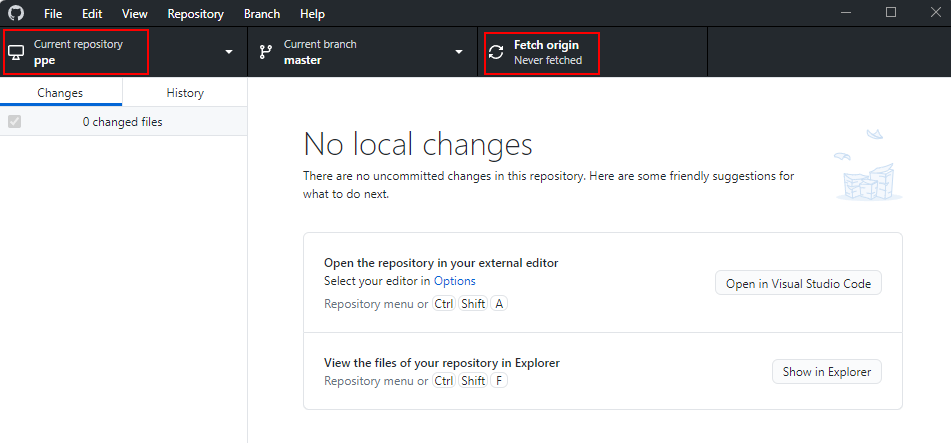 File Edit View Repository Branch Help
Current repository
ppe
Current branch
master
Fetch origin
Never fetched
Changes
History
0 changed files
No local changes
There are no uncommitted changes in this repository. Here are some friendly suggestions for
what to do next.
Open the repository in your external editor
Select your editor in Options
Repository menu or Ctrl Shift A
Open in Visual Studio Code
View the files of your repository in Explorer
Repository menu or Ctrl Shift F
Show in Explorer